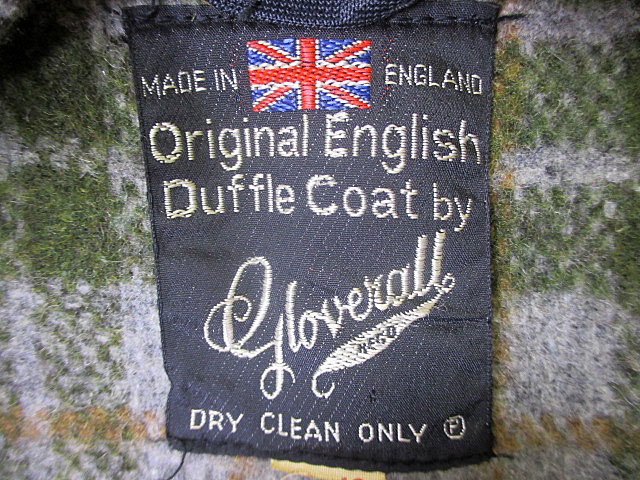 MADE IN ENGLAND
Original English
Duffle Coat by
Gloverall
REGD
DRY CLEAN ONLY Ⓟ